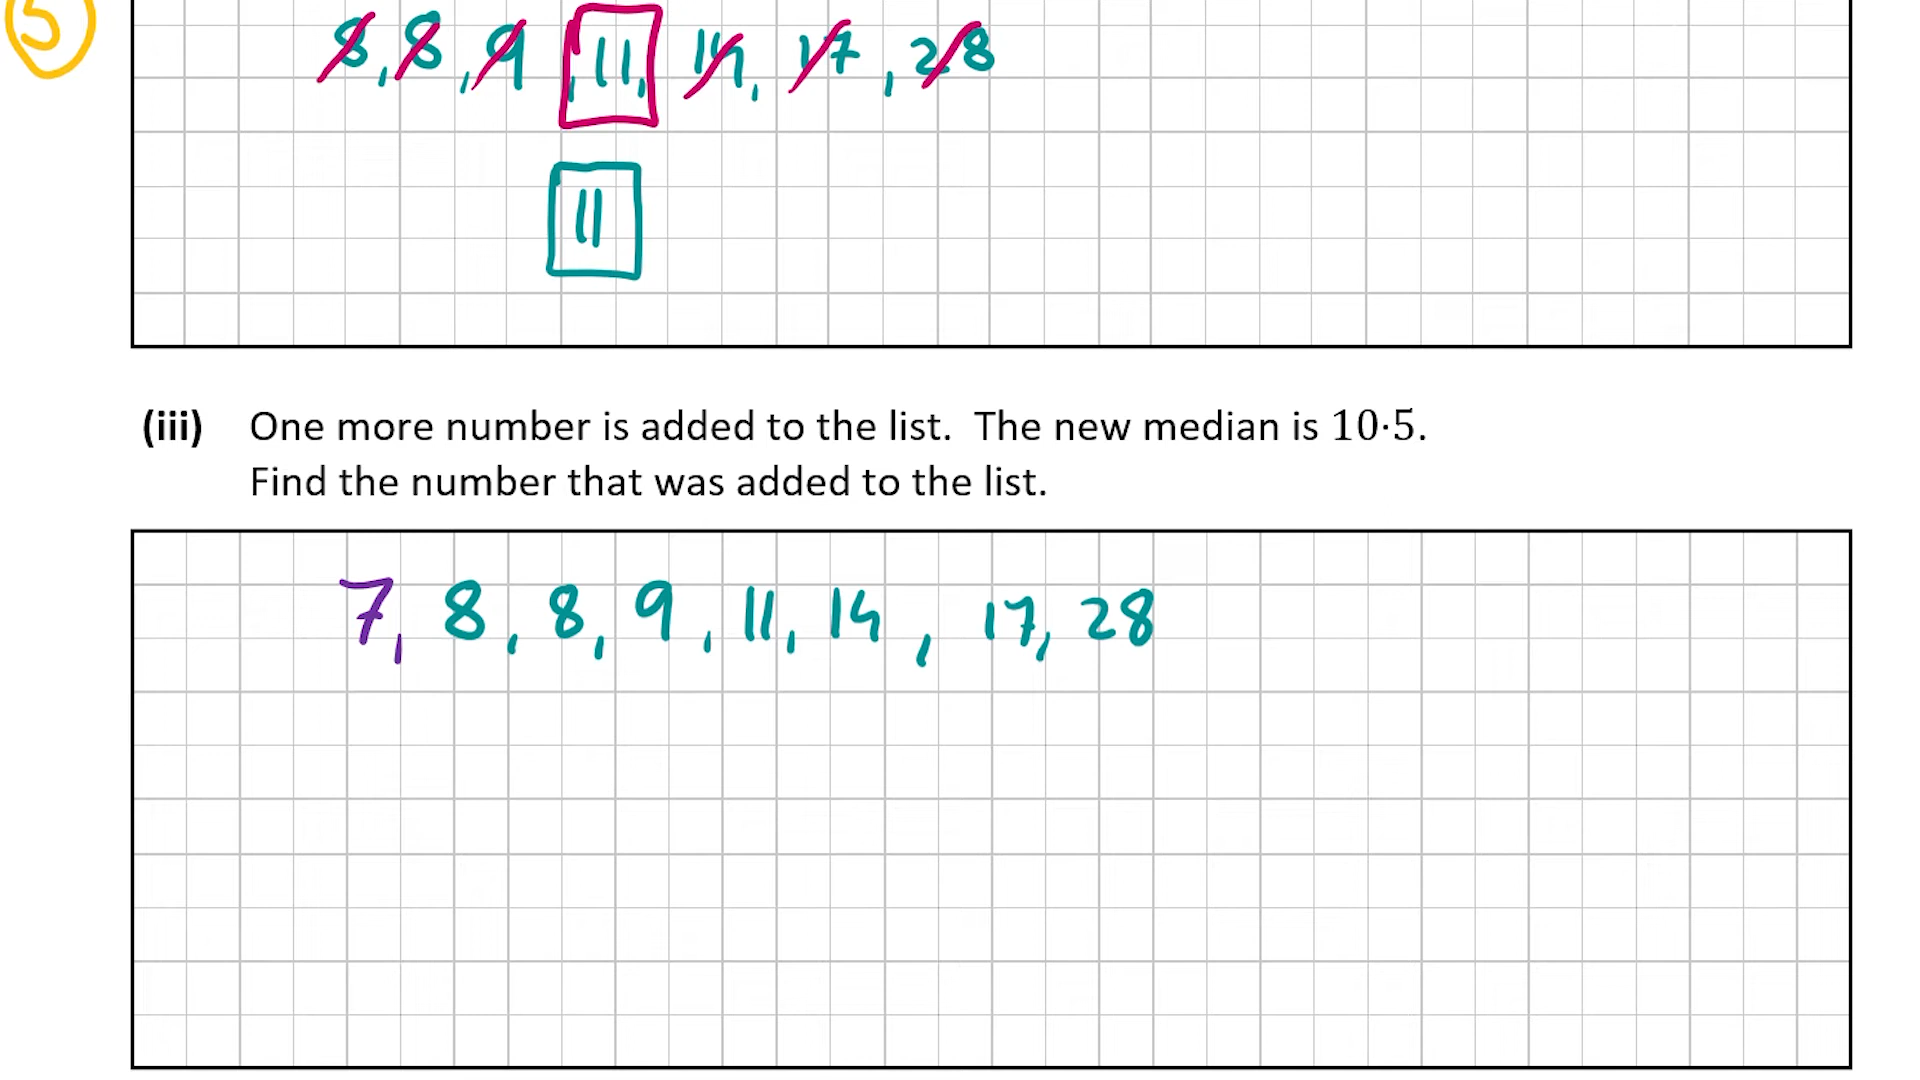 5
8, 8, 9, 11, 14, 17, 28
11
(iii) One more number is added to the list. The new median is 10·5.
Find the number that was added to the list.
7, 8, 8, 9, 11, 14, 17, 28